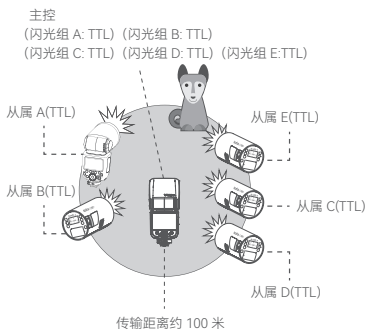 主控
（闪光组 A: TTL）（闪光组 B: TTL）
（闪光组 C: TTL）（闪光组 D: TTL）（闪光组 E:TTL）
从属 A(TTL)
从属 E(TTL)
从属 B(TTL)
从属 C(TTL)
从属 D(TTL)
传输距离约 100 米